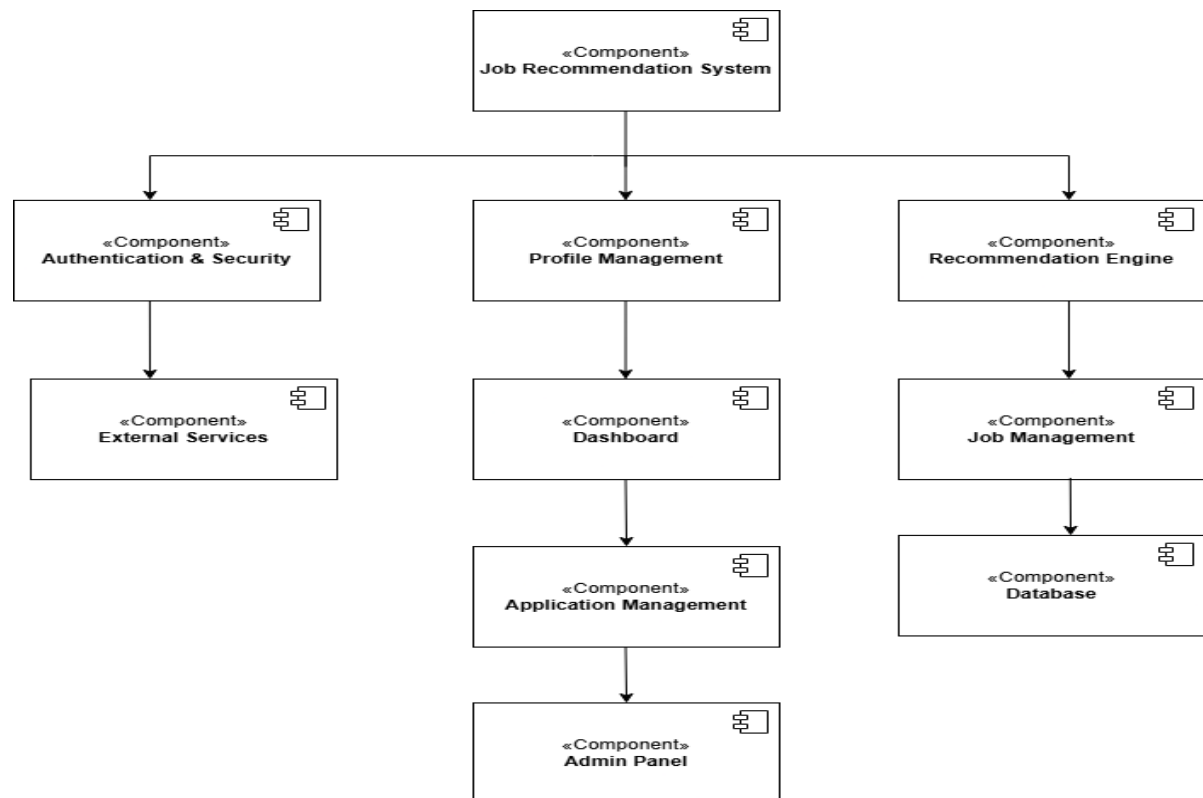 «Component»
Job Recommendation System
«Component»
Authentication & Security
«Component»
Profile Management
«Component»
Recommendation Engine
«Component»
External Services
«Component»
Dashboard
«Component»
Job Management
«Component»
Application Management
«Component»
Database
«Component»
Admin Panel